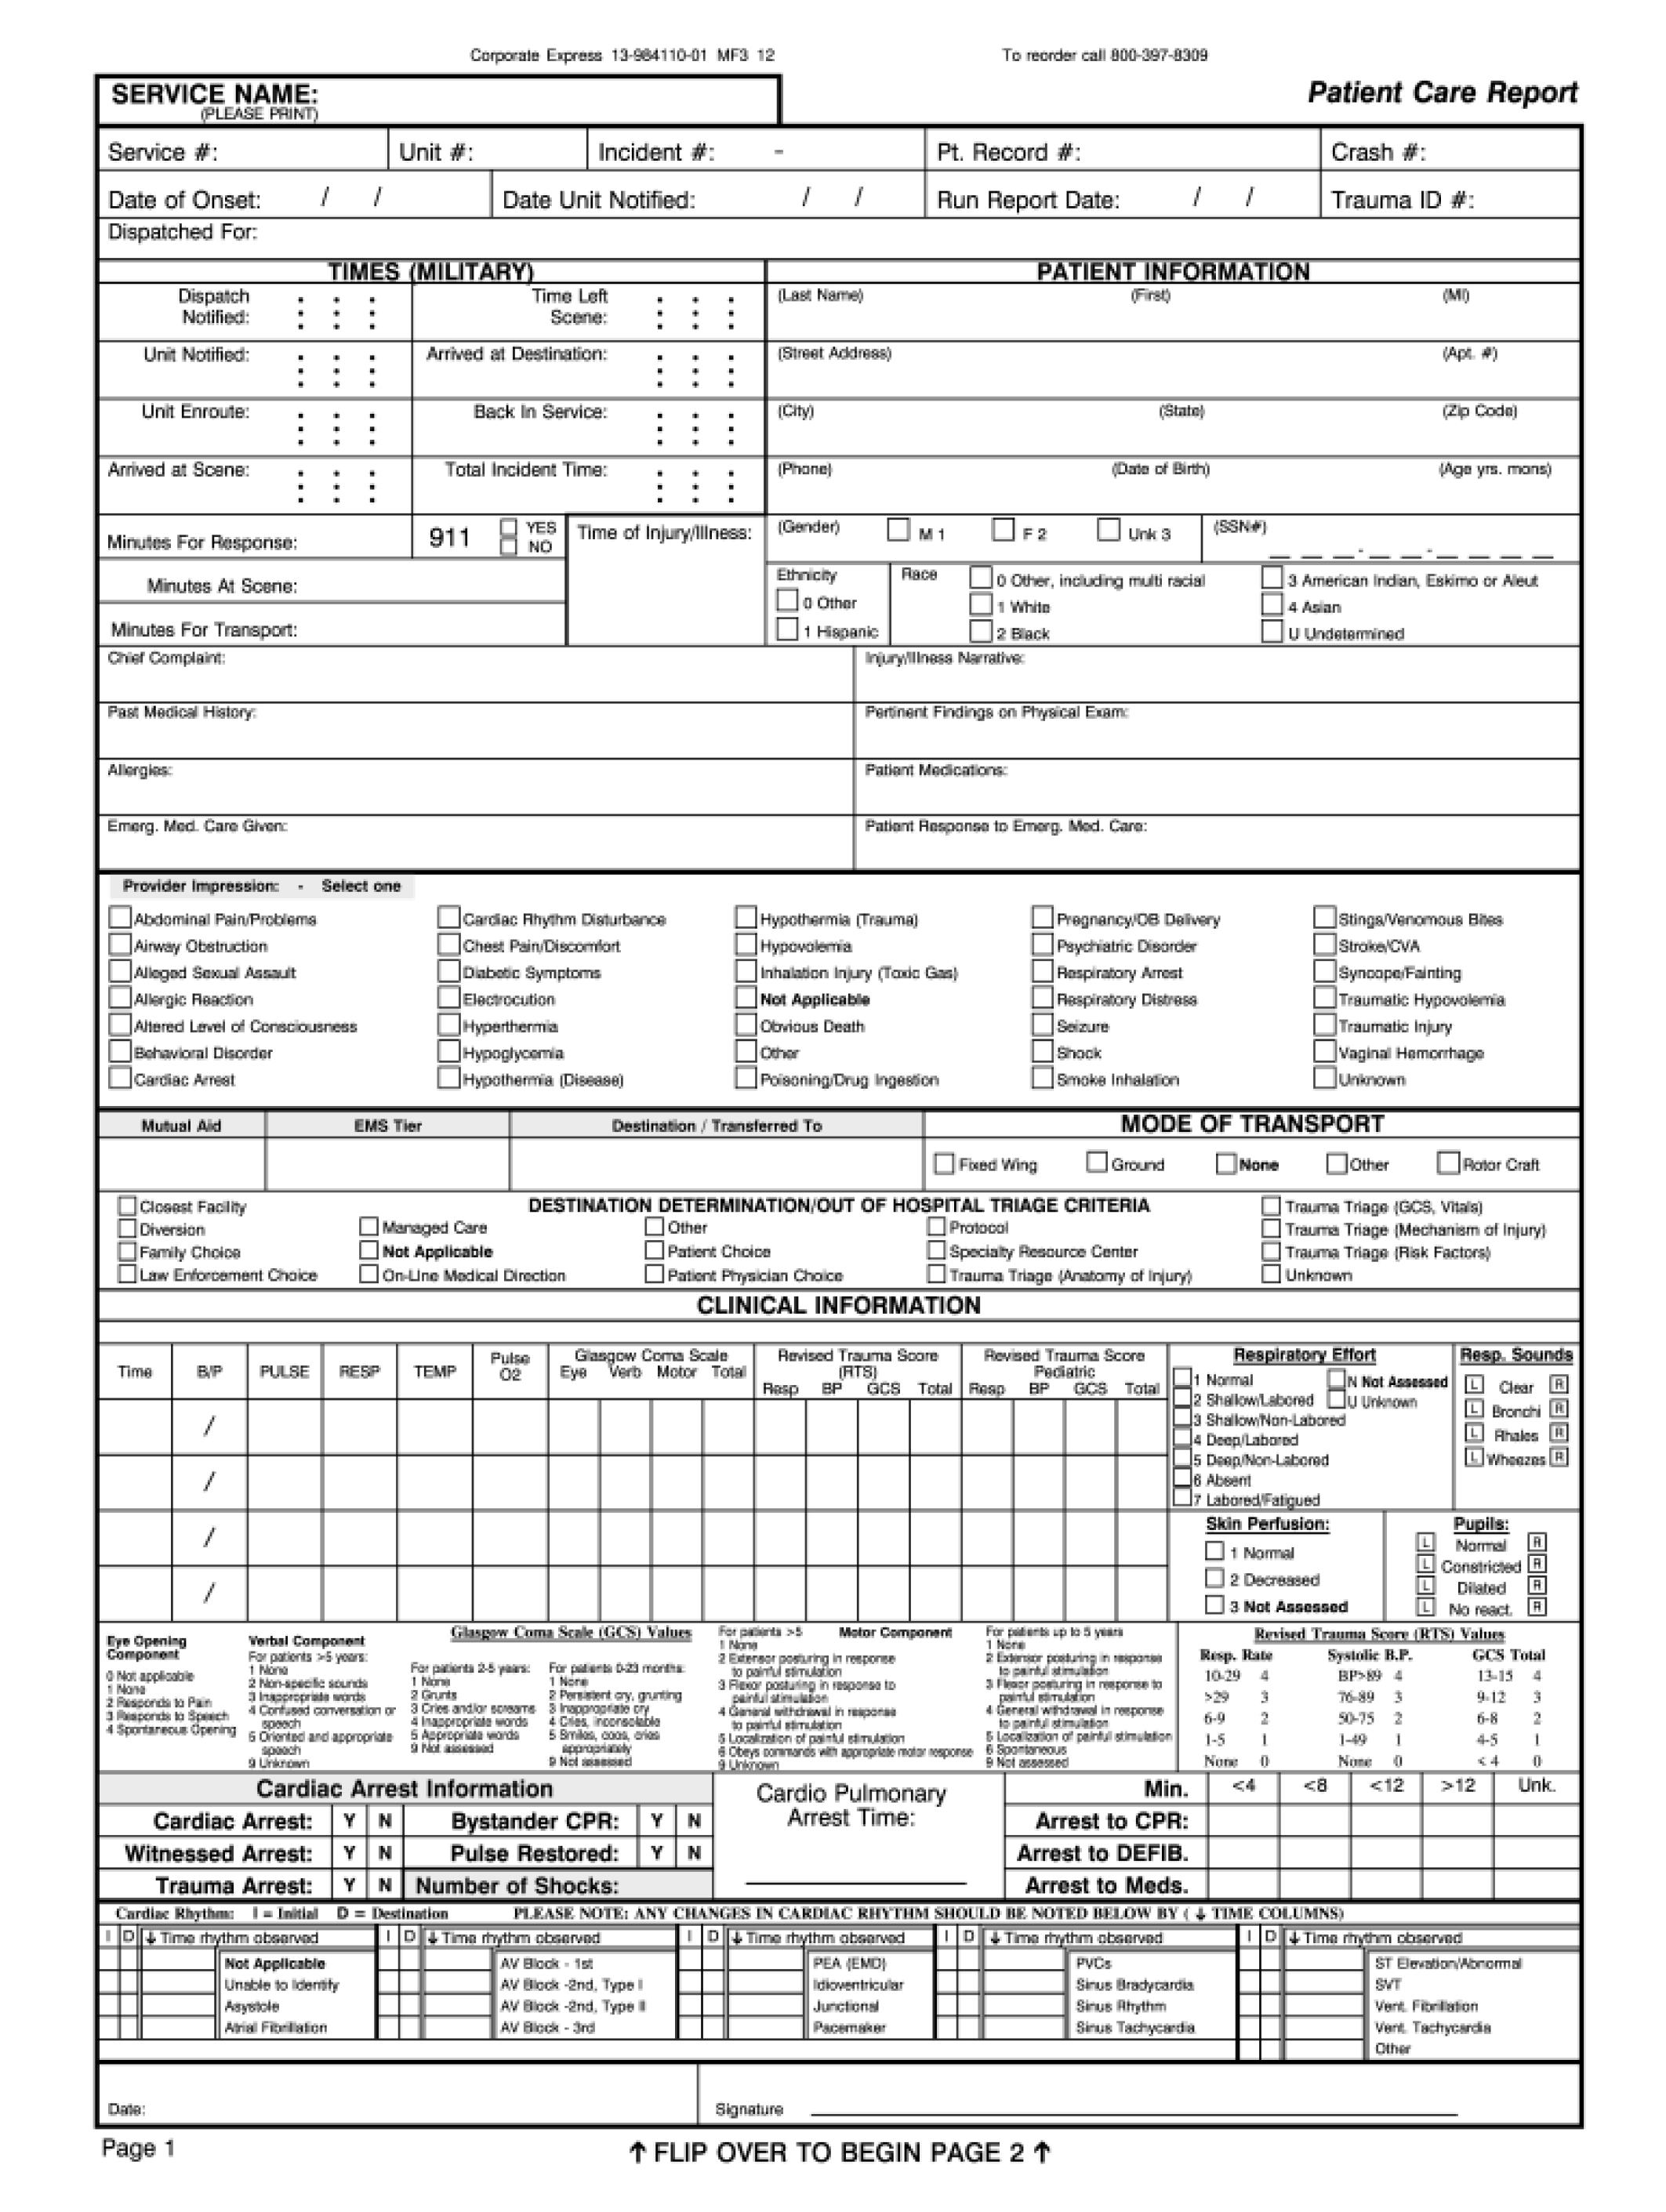 Corporate Express 13-984110-01 MF3 12 To reorder call 800-397-8309
SERVICE NAME:
(PLEASE PRINT)
Patient Care Report
Service #: Unit #: Incident #: - Pt. Record #: Crash #:
Date of Onset: / / Date Unit Notified: / / Run Report Date: / / Trauma ID #:
Dispatched For:
TIMES (MILITARY) PATIENT INFORMATION
Dispatch Notified: Time Left Scene: (Last Name) (First) (MI)
Unit Notified: Arrived at Destination: (Street Address) (Apt. #)
Unit Enroute: Back In Service: (City) (State) (Zip Code)
Arrived at Scene: Total Incident Time: (Phone) (Date of Birth) (Age yrs. mons)
Minutes For Response: 911 YES NO Time of Injury/Illness: (Gender) M 1 F 2 Unk 3 (SSN#) - -
Minutes At Scene:
Minutes For Transport:
Ethnicity Race 0 Other, including multi racial 3 American Indian, Eskimo or Aleut
0 Other 1 White 4 Asian
1 Hispanic 2 Black U Undetermined
Chief Complaint: Injury/Illness Narrative:
Past Medical History: Pertinent Findings on Physical Exam:
Allergies: Patient Medications:
Emerg. Med. Care Given: Patient Response to Emerg. Med. Care:
Provider Impression: - Select one
Abdominal Pain/Problems Cardiac Rhythm Disturbance Hypothermia (Trauma) Pregnancy/OB Delivery Stings/Venomous Bites
Airway Obstruction Chest Pain/Discomfort Hypovolemia Psychiatric Disorder Stroke/CVA
Alleged Sexual Assault Diabetic Symptoms Inhalation Injury (Toxic Gas) Respiratory Arrest Syncope/Fainting
Allergic Reaction Electrocution Not Applicable Respiratory Distress Traumatic Hypovolemia
Altered Level of Consciousness Hyperthermia Obvious Death Seizure Traumatic Injury
Behavioral Disorder Hypoglycemia Other Shock Vaginal Hemorrhage
Cardiac Arrest Hypothermia (Disease) Poisoning/Drug Ingestion Smoke Inhalation Unknown
Mutual Aid EMS Tier Destination / Transferred To MODE OF TRANSPORT
Fixed Wing Ground None Other Rotor Craft
DESTINATION DETERMINATION/OUT OF HOSPITAL TRIAGE CRITERIA
Closest Facility Trauma Triage (GCS, Vitals)
Diversion Managed Care Other Protocol Trauma Triage (Mechanism of Injury)
Family Choice Not Applicable Patient Choice Specialty Resource Center Trauma Triage (Risk Factors)
Law Enforcement Choice On-Line Medical Direction Patient Physician Choice Trauma Triage (Anatomy of Injury) Unknown
CLINICAL INFORMATION
Time B/P PULSE RESP TEMP Pulse O2
Glasgow Coma Scale
Eye Verb Motor Total
Revised Trauma Score (RTS)
Resp BP GCS Total
Revised Trauma Score Pediatric
Resp BP GCS Total
/
/
/
/
Respiratory Effort
1 Normal N Not Assessed
2 Shallow/Labored U Unknown
3 Shallow/Non-Labored
4 Deep/Labored
5 Deep/Non-Labored
6 Absent
7 Labored/Fatigued
Resp. Sounds
L Clear R
L Bronchi R
L Rhales R
L Wheezes R
Skin Perfusion:
1 Normal
2 Decreased
3 Not Assessed
Pupils:
L Normal R
L Constricted R
L Dilated R
L No react. R
Glasgow Coma Scale (GCS) Values
Eye Opening
Component
0 Not applicable
1 None
2 Responds to Pain
3 Responds to Speech
4 Spontaneous Opening
Verbal Component
For patients >5 years:
1 None
2 Non-specific sounds
3 Inappropriate words
4 Confused conversation or
speech
5 Oriented and appropriate
speech
9 Unknown
For patients 2-5 years:
1 None
2 Grunts
3 Cries and/or screams
4 Inappropriate words
5 Appropriate words
9 Not assessed
For patients 0-23 months:
1 None
2 Persistent cry, grunting
3 Inappropriate cry
4 Cries, inconsolable
5 Smiles, coos, cries
appropriately
9 Not assessed
For patients >5 Motor Component
1 None
2 Extensor posturing in response
to painful stimulation
3 Flexor posturing in response to
painful stimulation
4 General withdrawal in response
to painful stimulation
5 Localization of painful stimulation
6 Obeys commands with appropriate motor response
9 Unknown
For patients up to 5 years
1 None
2 Extensor posturing in response
to painful stimulation
3 Flexor posturing in response to
painful stimulation
4 General withdrawal in response
to painful stimulation
5 Localization of painful stimulation
6 Spontaneous
9 Not assessed
Revised Trauma Score (RTS) Values
Resp. Rate Systolic B.P. GCS Total
10-29 4 BP>89 4 13-15 4
>29 3 76-89 3 9-12 3
6-9 2 50-75 2 6-8 2
1-5 1 1-49 1 4-5 1
None 0 None 0 < 4 0
Cardiac Arrest Information Cardio Pulmonary Arrest Time: Min. <4 <8 <12 >12 Unk.
Cardiac Arrest: Y N Bystander CPR: Y N Arrest to CPR:
Witnessed Arrest: Y N Pulse Restored: Y N Arrest to DEFIB.
Trauma Arrest: Y N Number of Shocks: Arrest to Meds.
Cardiac Rhythm: I = Initial D = Destination PLEASE NOTE: ANY CHANGES IN CARDIAC RHYTHM SHOULD BE NOTED BELOW BY ( ↓ TIME COLUMNS)
I D ↓ Time rhythm observed I D ↓ Time rhythm observed I D ↓ Time rhythm observed I D ↓ Time rhythm observed I D ↓ Time rhythm observed
Not Applicable AV Block - 1st PEA (EMD) PVCs ST Elevation/Abnormal
Unable to Identify AV Block -2nd, Type I Idioventricular Sinus Bradycardia SVT
Asystole AV Block -2nd, Type II Junctional Sinus Rhythm Vent. Fibrillation
Atrial Fibrillation AV Block - 3rd Pacemaker Sinus Tachycardia Vent. Tachycardia
Other
Date: Signature
Page 1 ↑ FLIP OVER TO BEGIN PAGE 2 ↑